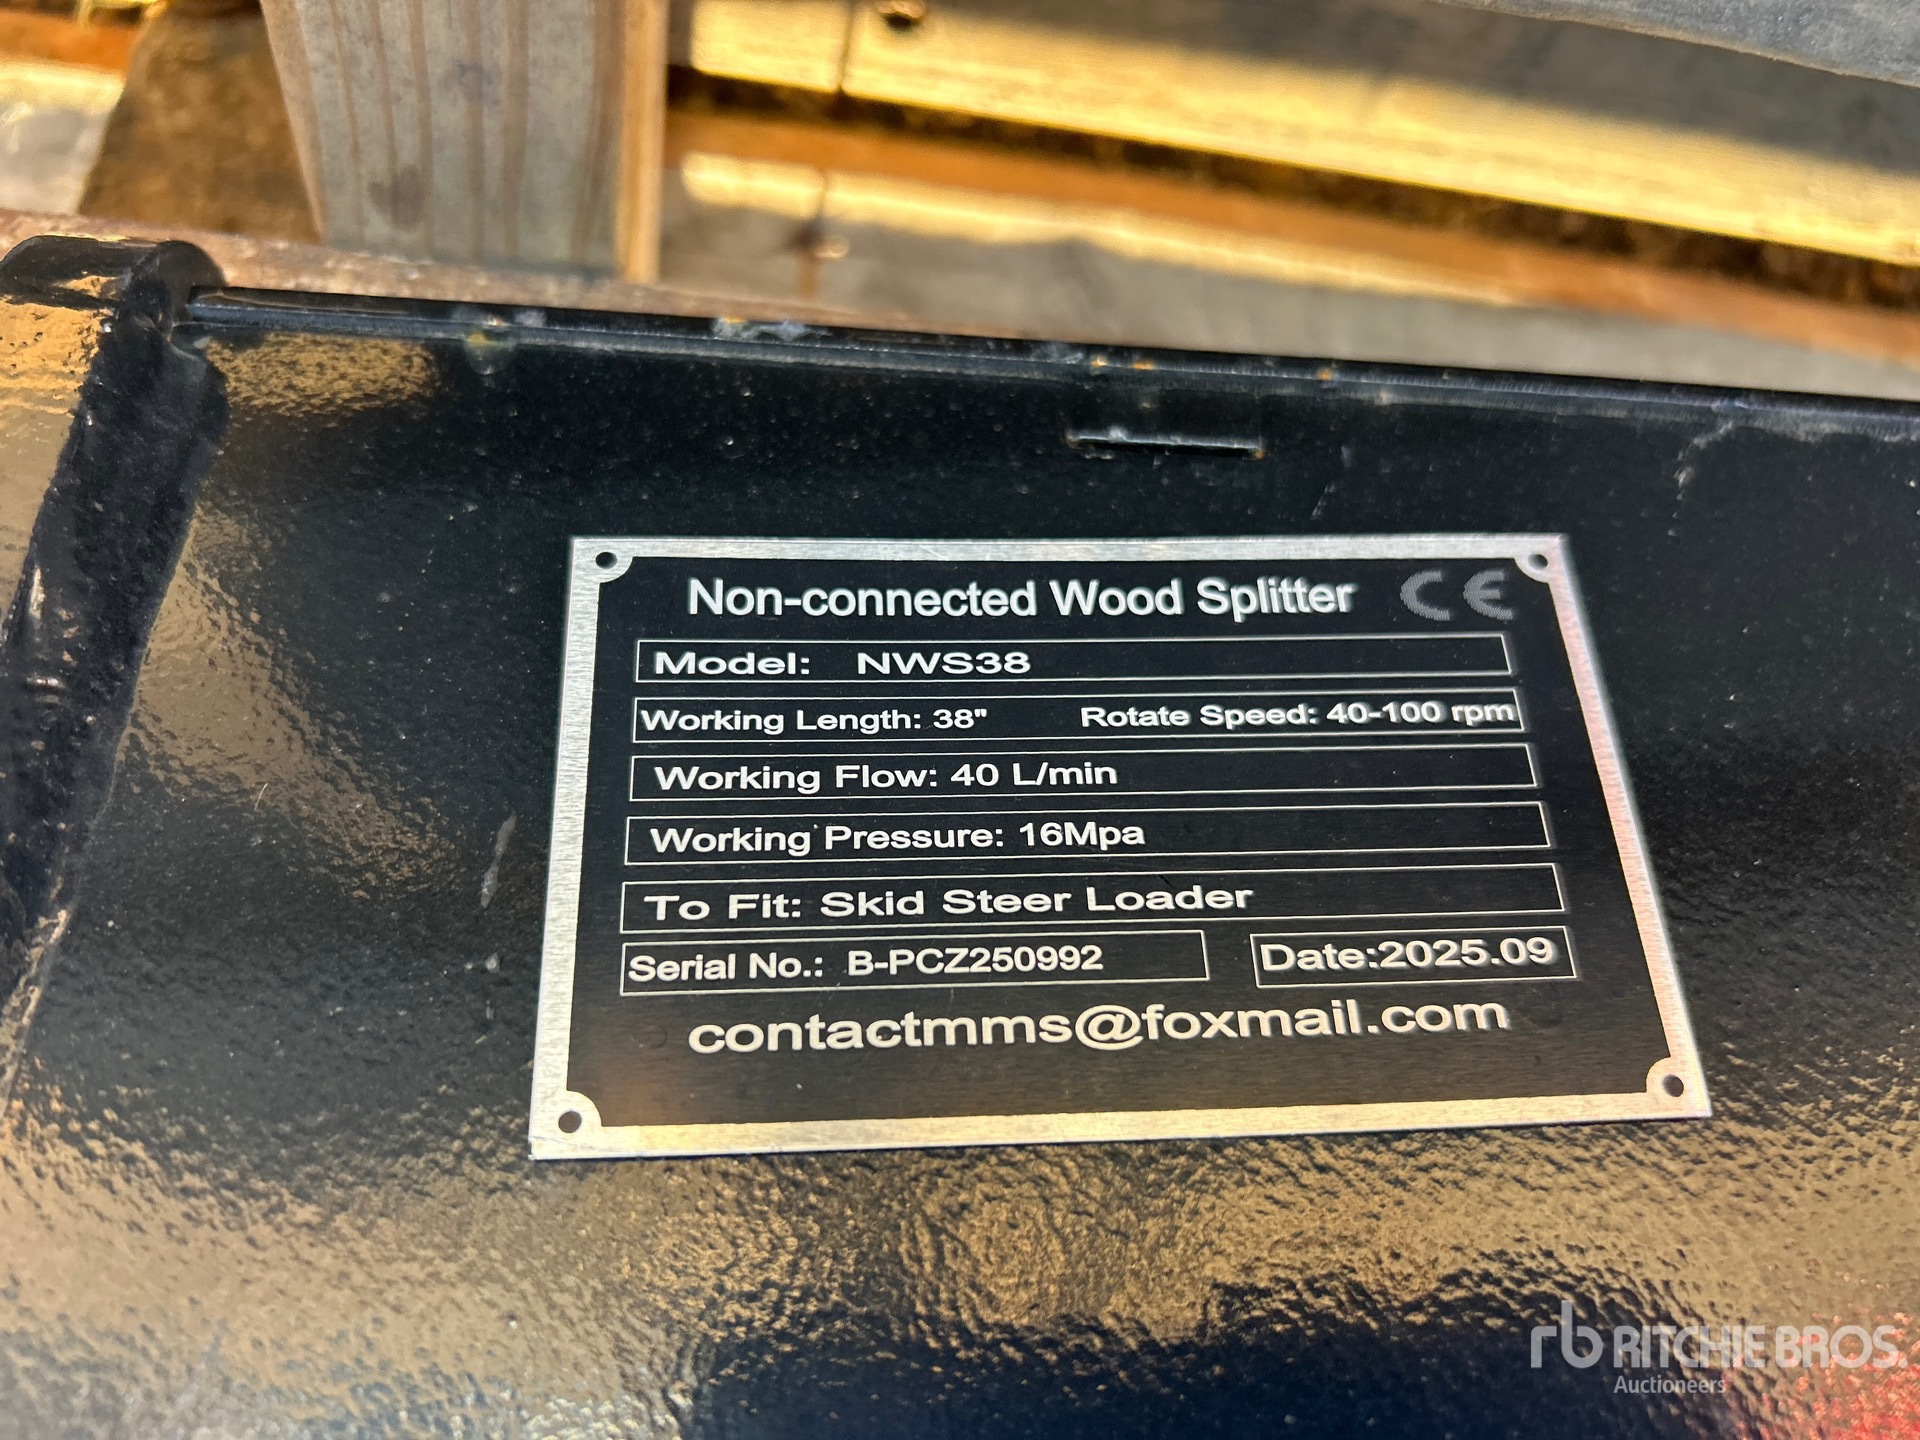 Non-connected Wood Splitter CE
Model: NWS38
Working Length: 38" Rotate Speed: 40-100 rpm
Working Flow: 40 L/min
Working Pressure: 16Mpa
To Fit: Skid Steer Loader
Serial No.: B-PCZ250992 Date:2025.09
contactmms@foxmail.com
rb RITCHIE BROS.
Auctioneers